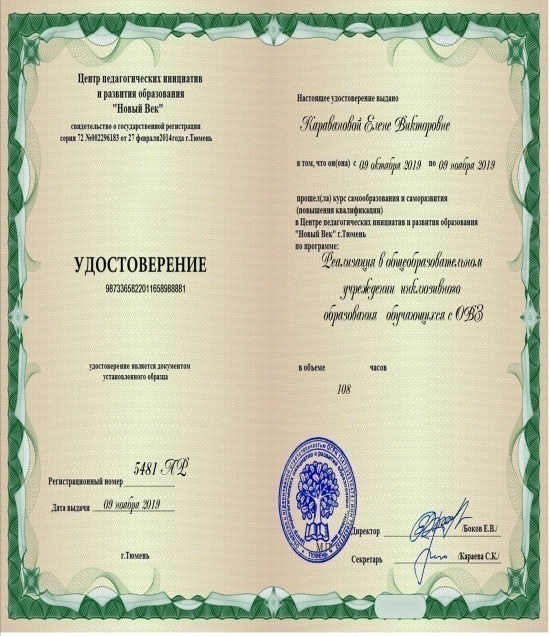 Центр педагогических инициатив
и развития образования
"Новый Век"
свидетельство о государственной регистрации
серия 72 №002296183 от 27 февраля2014года г.Тюмень
УДОСТОВЕРЕНИЕ
9873365822011658988881
удостоверение является документом
установленного образца
5481 ПР
Регистрационный номер
Дата выдачи 09 ноября 2019
г.Тюмень
Настоящее удостоверение выдано
Каравановой Елене Викторовне
в том, что он(она) с 09 октября 2019 по 09 ноября 2019
прошел(ла) курс самообразования и саморазвития
(повышения квалификации)
в Центре педагогических инициатив и развития образования
"Новый Век" г.Тюмень
по программе:
Реализация в общеобразовательном
учреждении инклюзивного
образования обучающихся с ОВЗ
в объеме часов
108
М.П.
Директор /Боков Е.В./
Секретарь /Караева С.К./